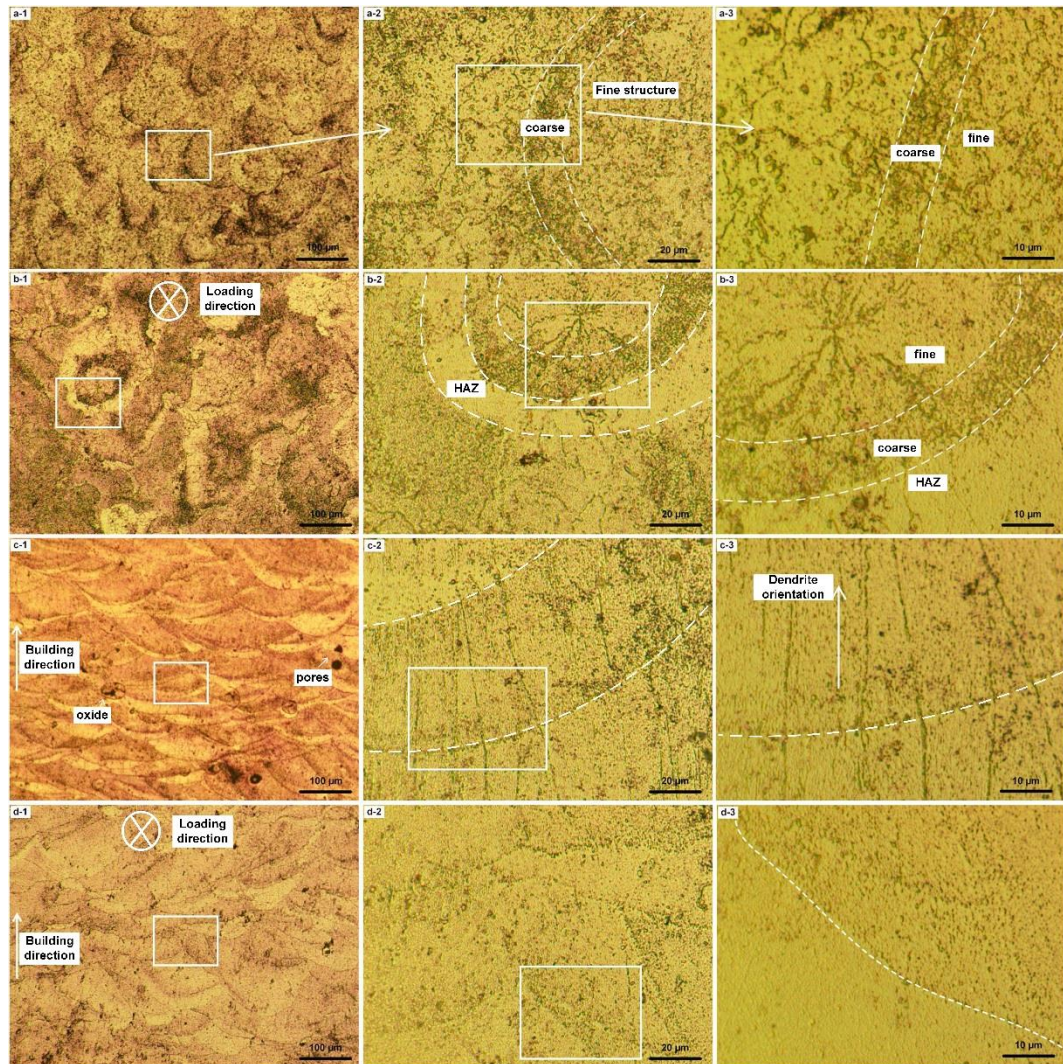 a-1
100 µm
a-2
Fine structure
coarse
20 µm
a-3
fine
coarse
10 µm
b-1
Loading
direction
100 µm
b-2
HAZ
20 µm
b-3
fine
coarse
HAZ
10 µm
c-1
Building
direction
pores
oxide
100 µm
c-2
20 µm
c-3
Dendrite
orientation
10 µm
d-1
Loading
direction
Building
direction
100 µm
d-2
20 µm
d-3
10 µm